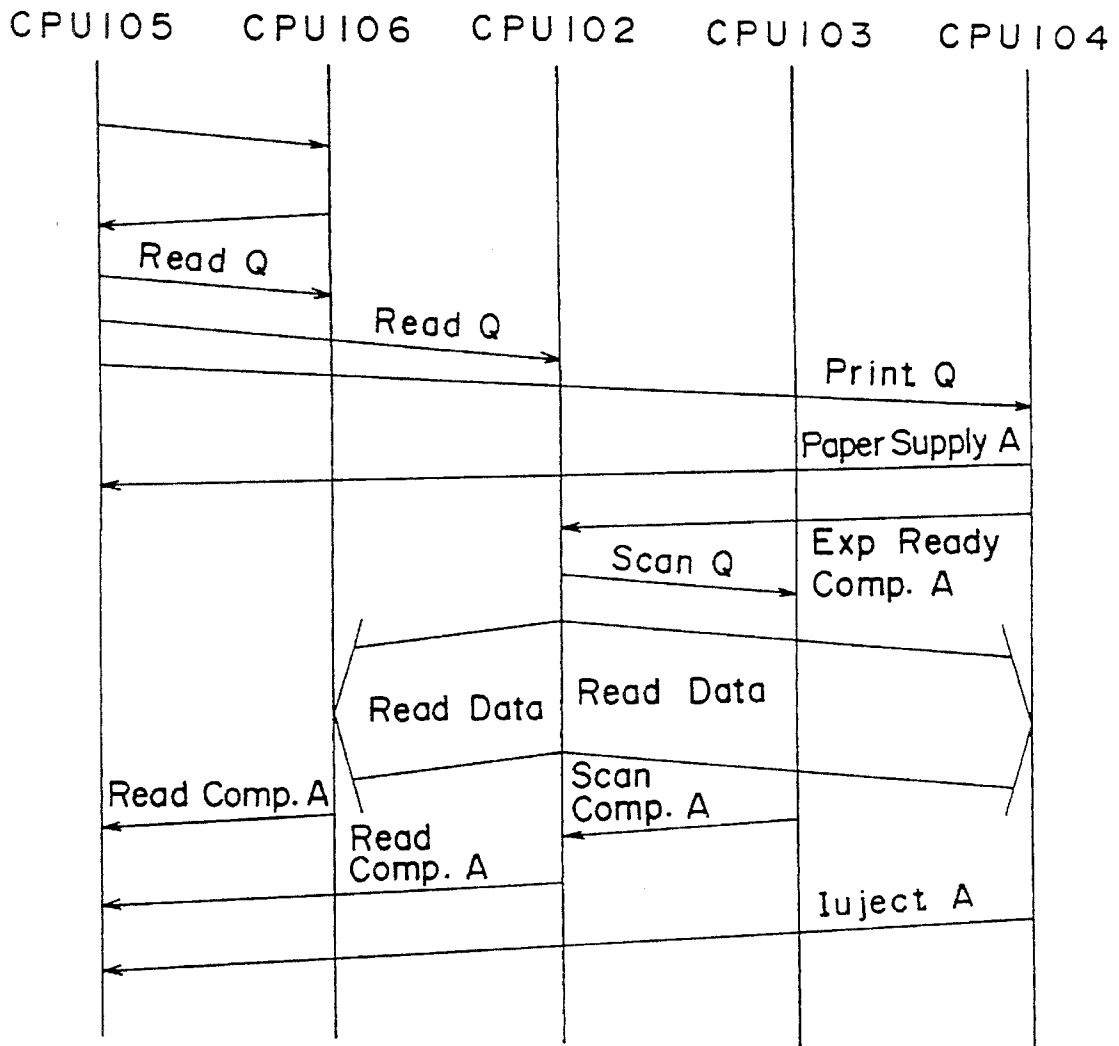 CPU105 CPU106 CPU102 CPU103 CPU104
Read Q
Read Q
Print Q
Paper Supply A
Exp Ready
Comp. A
Scan Q
Read Data
Read Data
Scan
Comp. A
Read Comp. A
Read
Comp. A
Iuject A